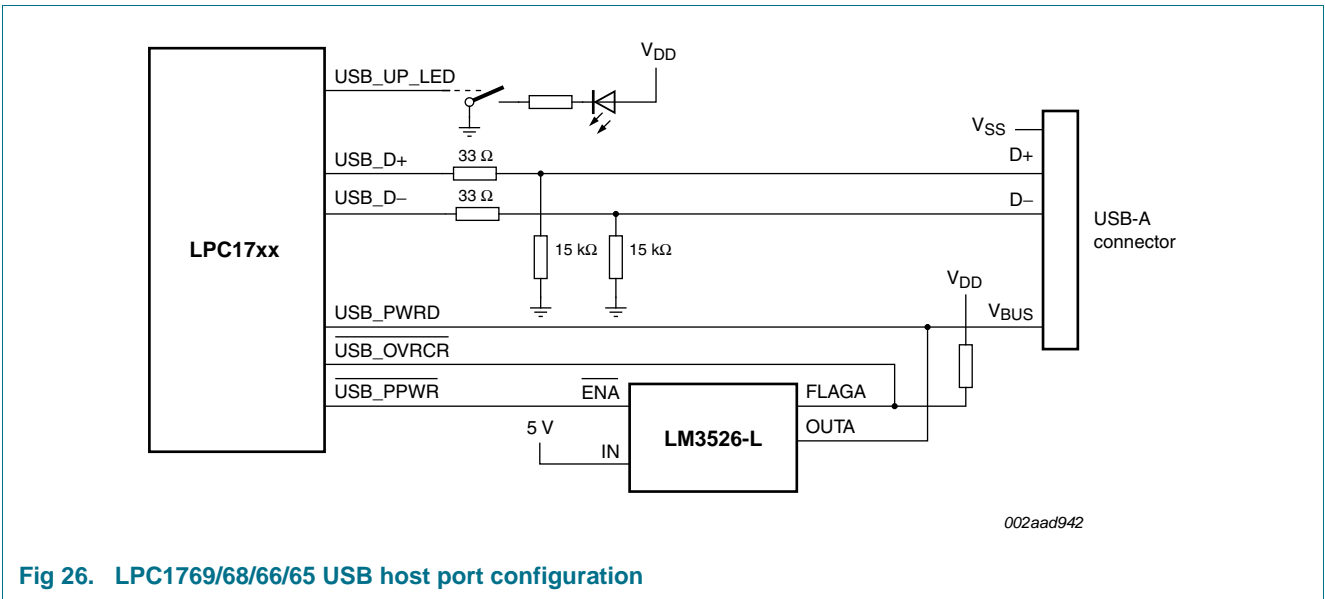 V_DD
USB_UP_LED
V_SS
USB_D+
33 Ω
D+
USB_D−
33 Ω
D−
USB-A
connector
LPC17xx
15 kΩ
15 kΩ
V_DD
USB_PWRD
V_BUS
USB_OVRCR
USB_PPWR
ENA
FLAGA
5 V
OUTA
LM3526-L
IN
002aad942
Fig 26. LPC1769/68/66/65 USB host port configuration